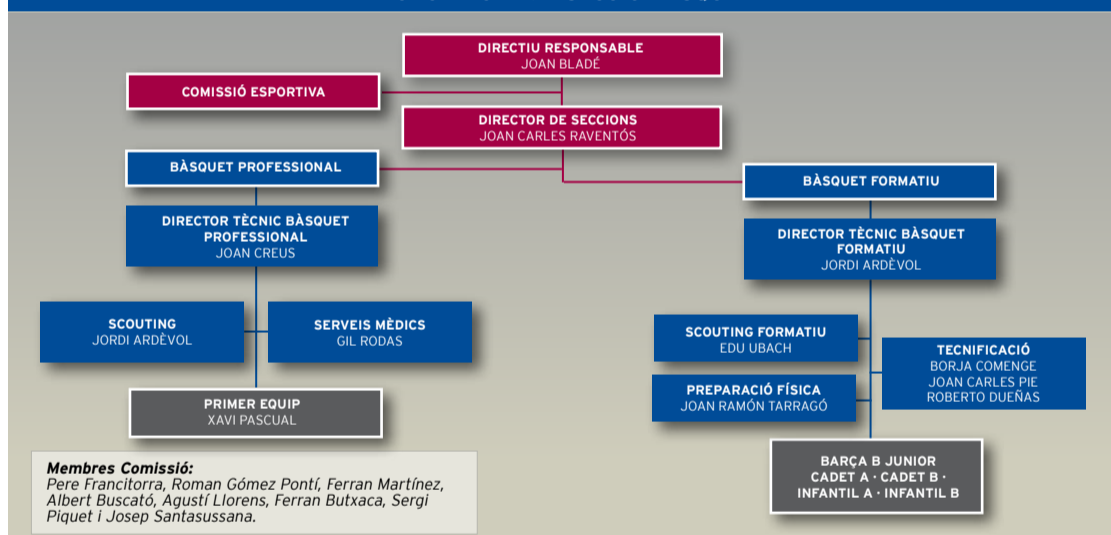 DIRECTIU RESPONSABLE
JOAN BLADÉ
COMISSIÓ ESPORTIVA
DIRECTOR DE SECCIONS
JOAN CARLES RAVENTÓS
BÀSQUET PROFESSIONAL
DIRECTOR TÈCNIC BÀSQUET
PROFESSIONAL
JOAN CREUS
SCOUTING
JORDI ARDÈVOL
SERVEIS MÈDICS
GIL RODAS
PRIMER EQUIP
XAVI PASCUAL
Membres Comissió:
Pere Francitorra, Roman Gómez Pontí, Ferran Martínez,
Albert Buscató, Agustí Llorens, Ferran Butxaca, Sergi
Piquet i Josep Santasussana.
BÀSQUET FORMATIU
DIRECTOR TÈCNIC BÀSQUET
FORMATIU
JORDI ARDÈVOL
SCOUTING FORMATIU
EDU UBACH
TECNIFICACIÓ
BORJA COMENGE
JOAN CARLES PIE
ROBERTO DUEÑAS
PREPARACIÓ FÍSICA
JOAN RAMÓN TARRAGÓ
BARÇA B JUNIOR
CADET A · CADET B ·
INFANTIL A · INFANTIL B